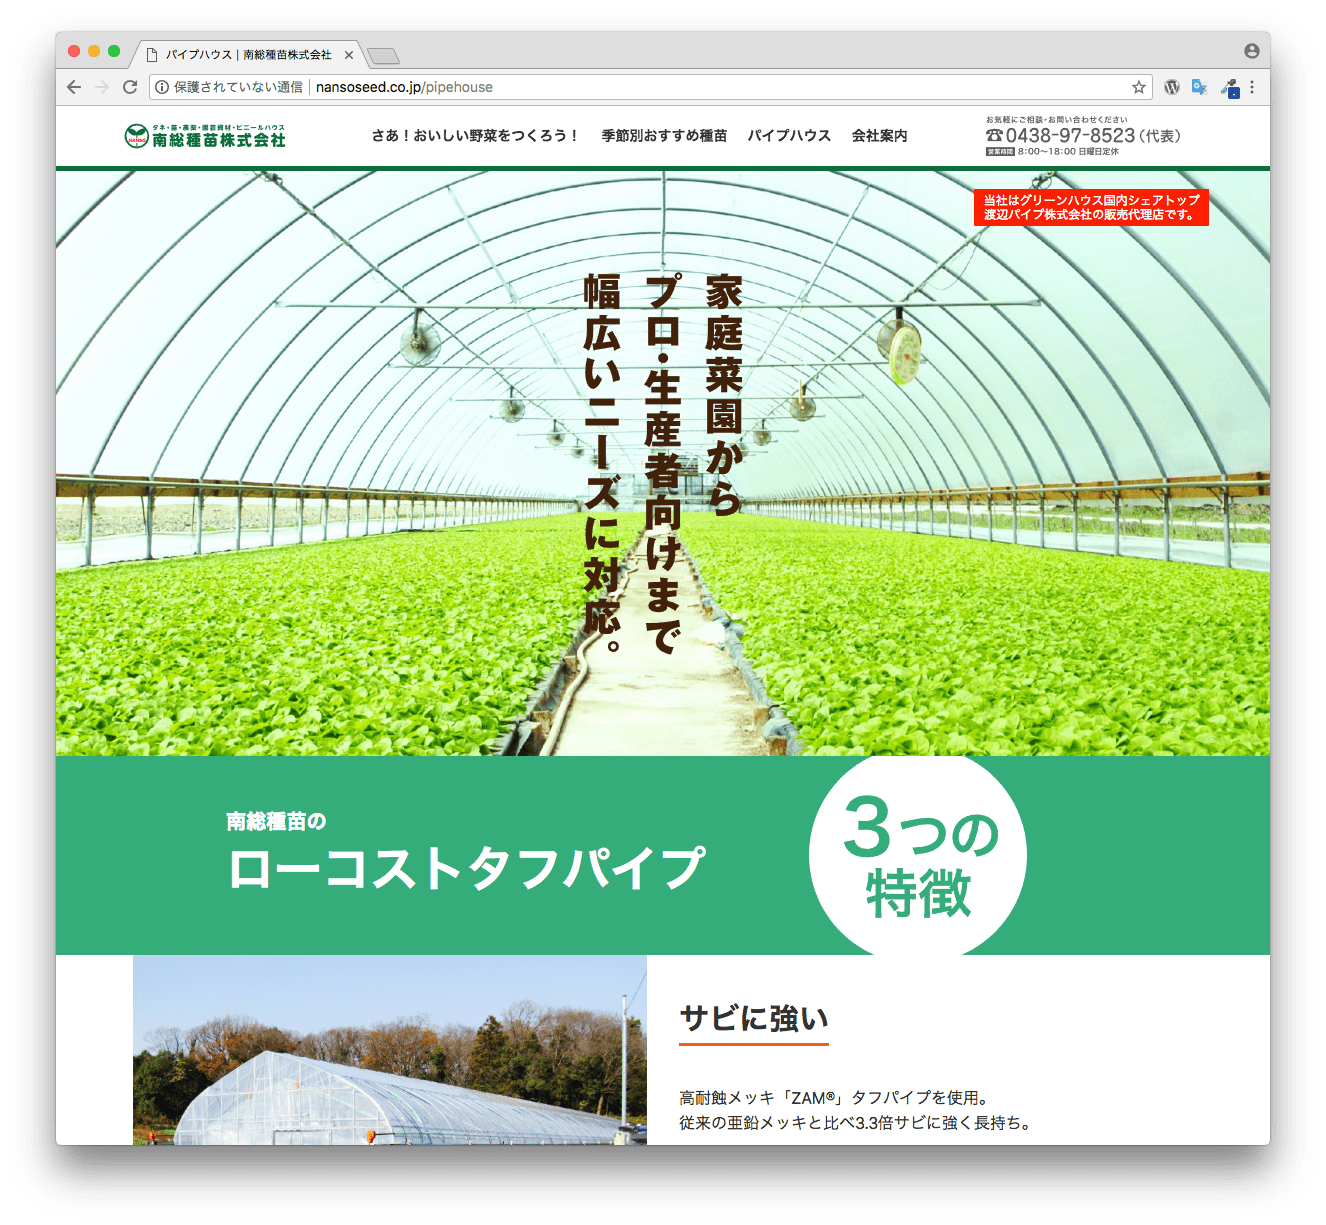 パイプハウス | 南総種苗株式会社
保護されていない通信
nansoseed.co.jp/pipehouse
タネ・苗・農薬・園芸資材・ビニールハウス
NANSO
南総種苗株式会社
さあ！おいしい野菜をつくろう！
季節別おすすめ種苗
パイプハウス
会社案内
お気軽にご相談・お問い合わせください
☎0438-97-8523（代表）
営業時間 8：00〜18：00 日曜日定休
当社はグリーンハウス国内シェアトップ
渡辺パイプ株式会社の販売代理店です。
家庭菜園から
プロ・生産者向けまで
幅広いニーズに対応。
南総種苗の
ローコストタフパイプ
3つの
特徴
サビに強い
高耐蝕メッキ「ZAM®」タフパイプを使用。
従来の亜鉛メッキと比べ3.3倍サビに強く長持ち。